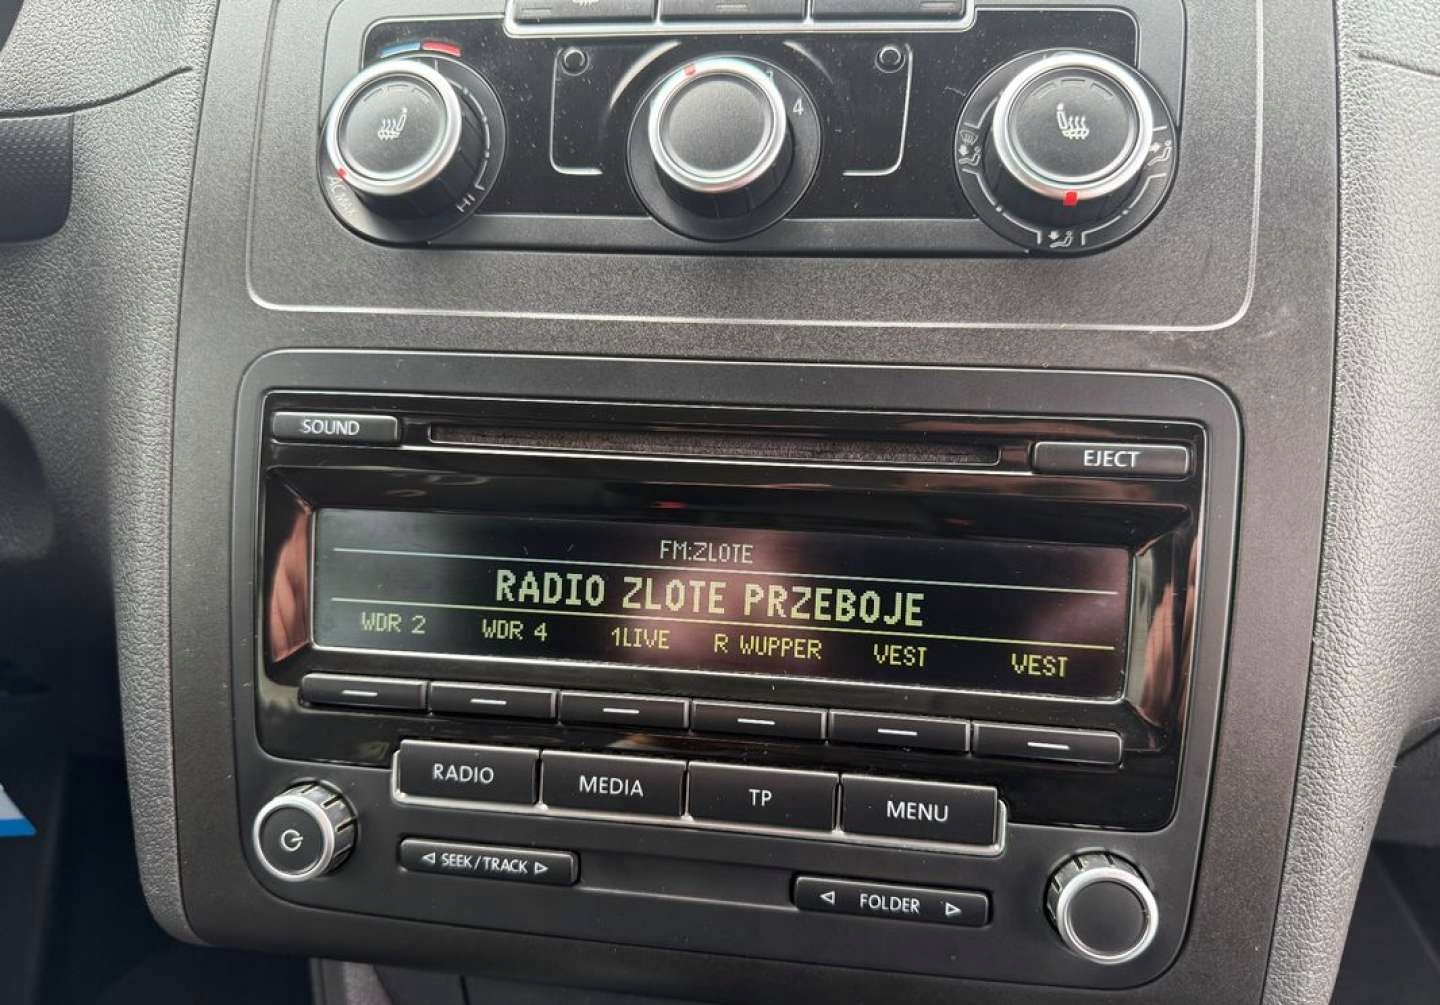 4
HI
SOUND
EJECT
FM:ZLOTE
RADIO ZLOTE PRZEBOJE
WDR 2 WDR 4 1LIVE R WUPPER VEST VEST
RADIO MEDIA TP MENU
SEEK/TRACK
FOLDER